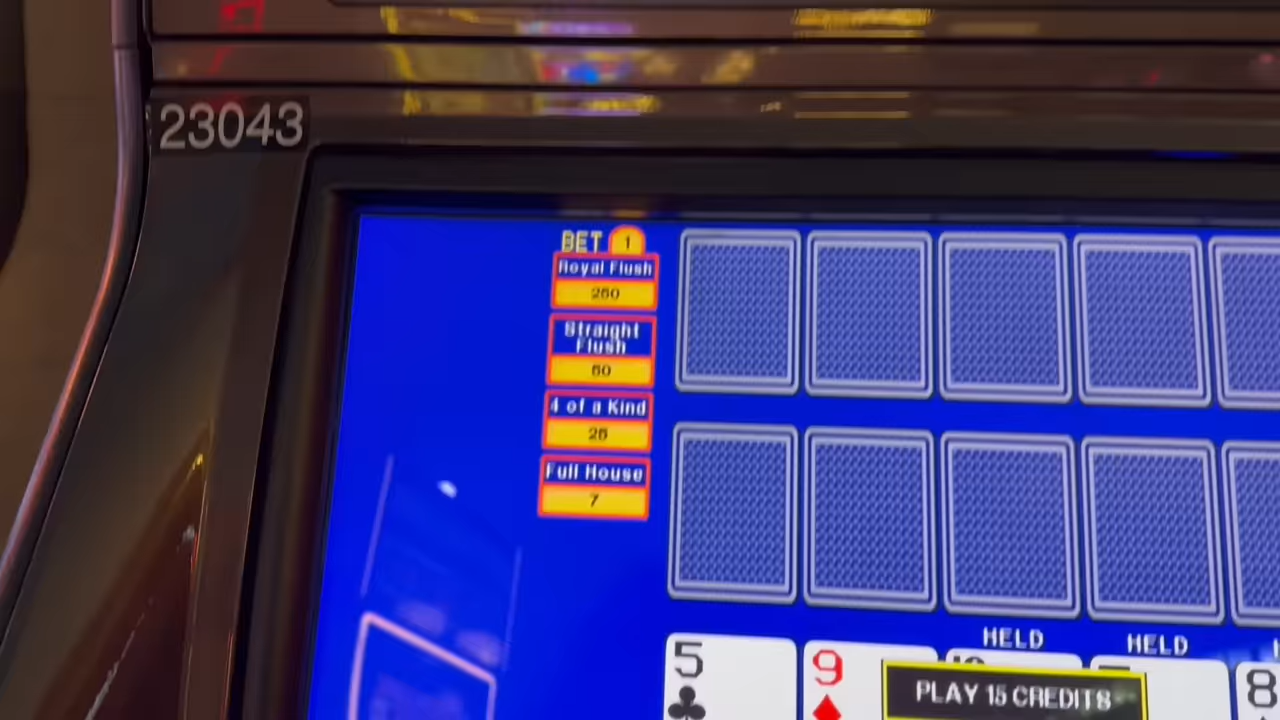 23043
BET 1
Royal Flush
250
Straight
Flush
50
4 of a Kind
25
Full House
7
HELD
HELD
5
9
8
PLAY 15 CREDITS